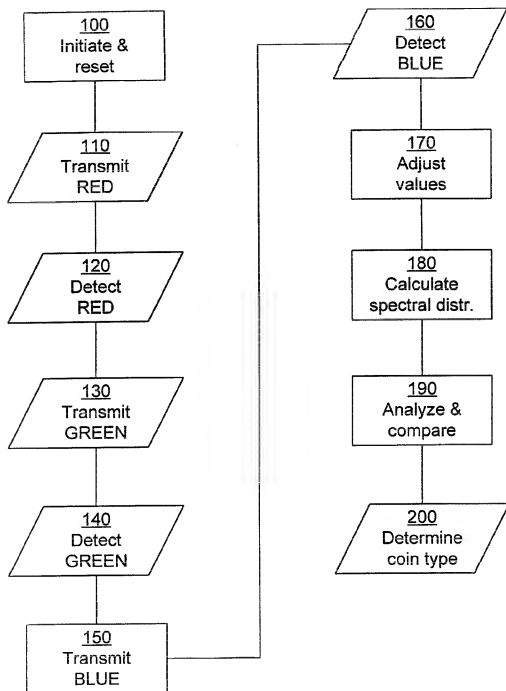 100
Initiate &
reset
110
Transmit
RED
120
Detect
RED
130
Transmit
GREEN
140
Detect
GREEN
150
Transmit
BLUE
160
Detect
BLUE
170
Adjust
values
180
Calculate
spectral distr.
190
Analyze &
compare
200
Determine
coin type